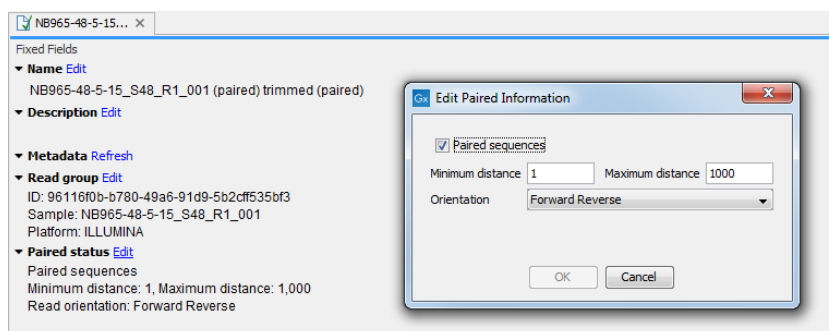 NB965-48-5-15...
Fixed Fields
Name Edit
NB965-48-5-15_S48_R1_001 (paired) trimmed (paired)
Description Edit
Metadata Refresh
Read group Edit
ID: 96116f0b-b780-49a6-91d9-5b2cff535bf3
Sample: NB965-48-5-15_S48_R1_001
Platform: ILLUMINA
Paired status Edit
Paired sequences
Minimum distance: 1, Maximum distance: 1,000
Read orientation: Forward Reverse
Gx Edit Paired Information
Paired sequences
Minimum distance 1 Maximum distance 1000
Orientation Forward Reverse
OK Cancel